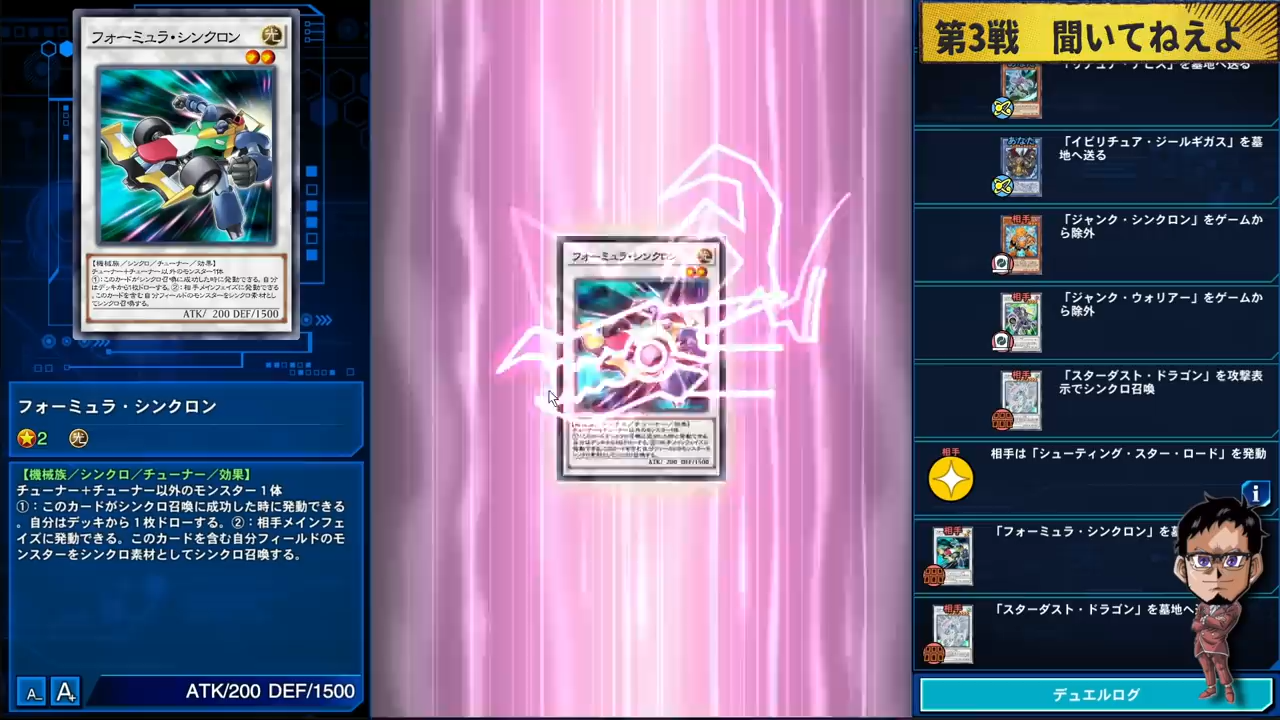 フォーミュラ・シンクロン
光
【機械族／シンクロ／チューナー／効果】
チューナー＋チューナー以外のモンスター1体
①：このカードがシンクロ召喚に成功した時に発動できる。自分
はデッキから1枚ドローする。②：相手メインフェイズに発動できる
。このカードを含む自分フィールドのモンスターをシンクロ素材とし
てシンクロ召喚する。
ATK/ 200 DEF/1500
フォーミュラ・シンクロン
2
光
【機械族／シンクロ／チューナー／効果】
チューナー＋チューナー以外のモンスター１体
①：このカードがシンクロ召喚に成功した時に発動できる
。自分はデッキから１枚ドローする。②：相手メインフェ
イズに発動できる。このカードを含む自分フィールドのモ
ンスターをシンクロ素材としてシンクロ召喚する。
A-
A+
ATK/200 DEF/1500
フォーミュラ・シンクロン
ATK/ 200 DEF/1500
第3戦　聞いてねえよ
を墓地へ送る
あなた
「イビリチュア・ジールギガス」を墓
地へ送る
相手
「ジャンク・シンクロン」をゲームか
ら除外
相手
「ジャンク・ウォリアー」をゲームか
ら除外
相手
「スターダスト・ドラゴン」を攻撃表
示でシンクロ召喚
相手
相手は「シューティング・スター・ロード」を発動
i
相手
「フォーミュラ・シンクロン」を
相手
「スターダスト・ドラゴン」を墓地へ
デュエルログ